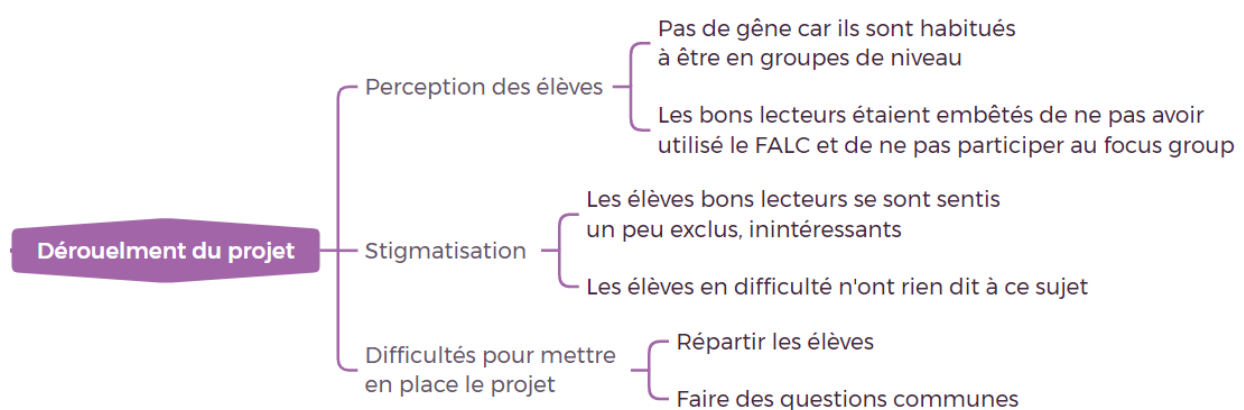 Dérouelment du projet
Perception des élèves
Pas de gêne car ils sont habitués
à être en groupes de niveau
Les bons lecteurs étaient embêtés de ne pas avoir
utilisé le FALC et de ne pas participer au focus group
Stigmatisation
Les élèves bons lecteurs se sont sentis
un peu exclus, inintéressants
Les élèves en difficulté n'ont rien dit à ce sujet
Difficultés pour mettre
en place le projet
Répartir les élèves
Faire des questions communes